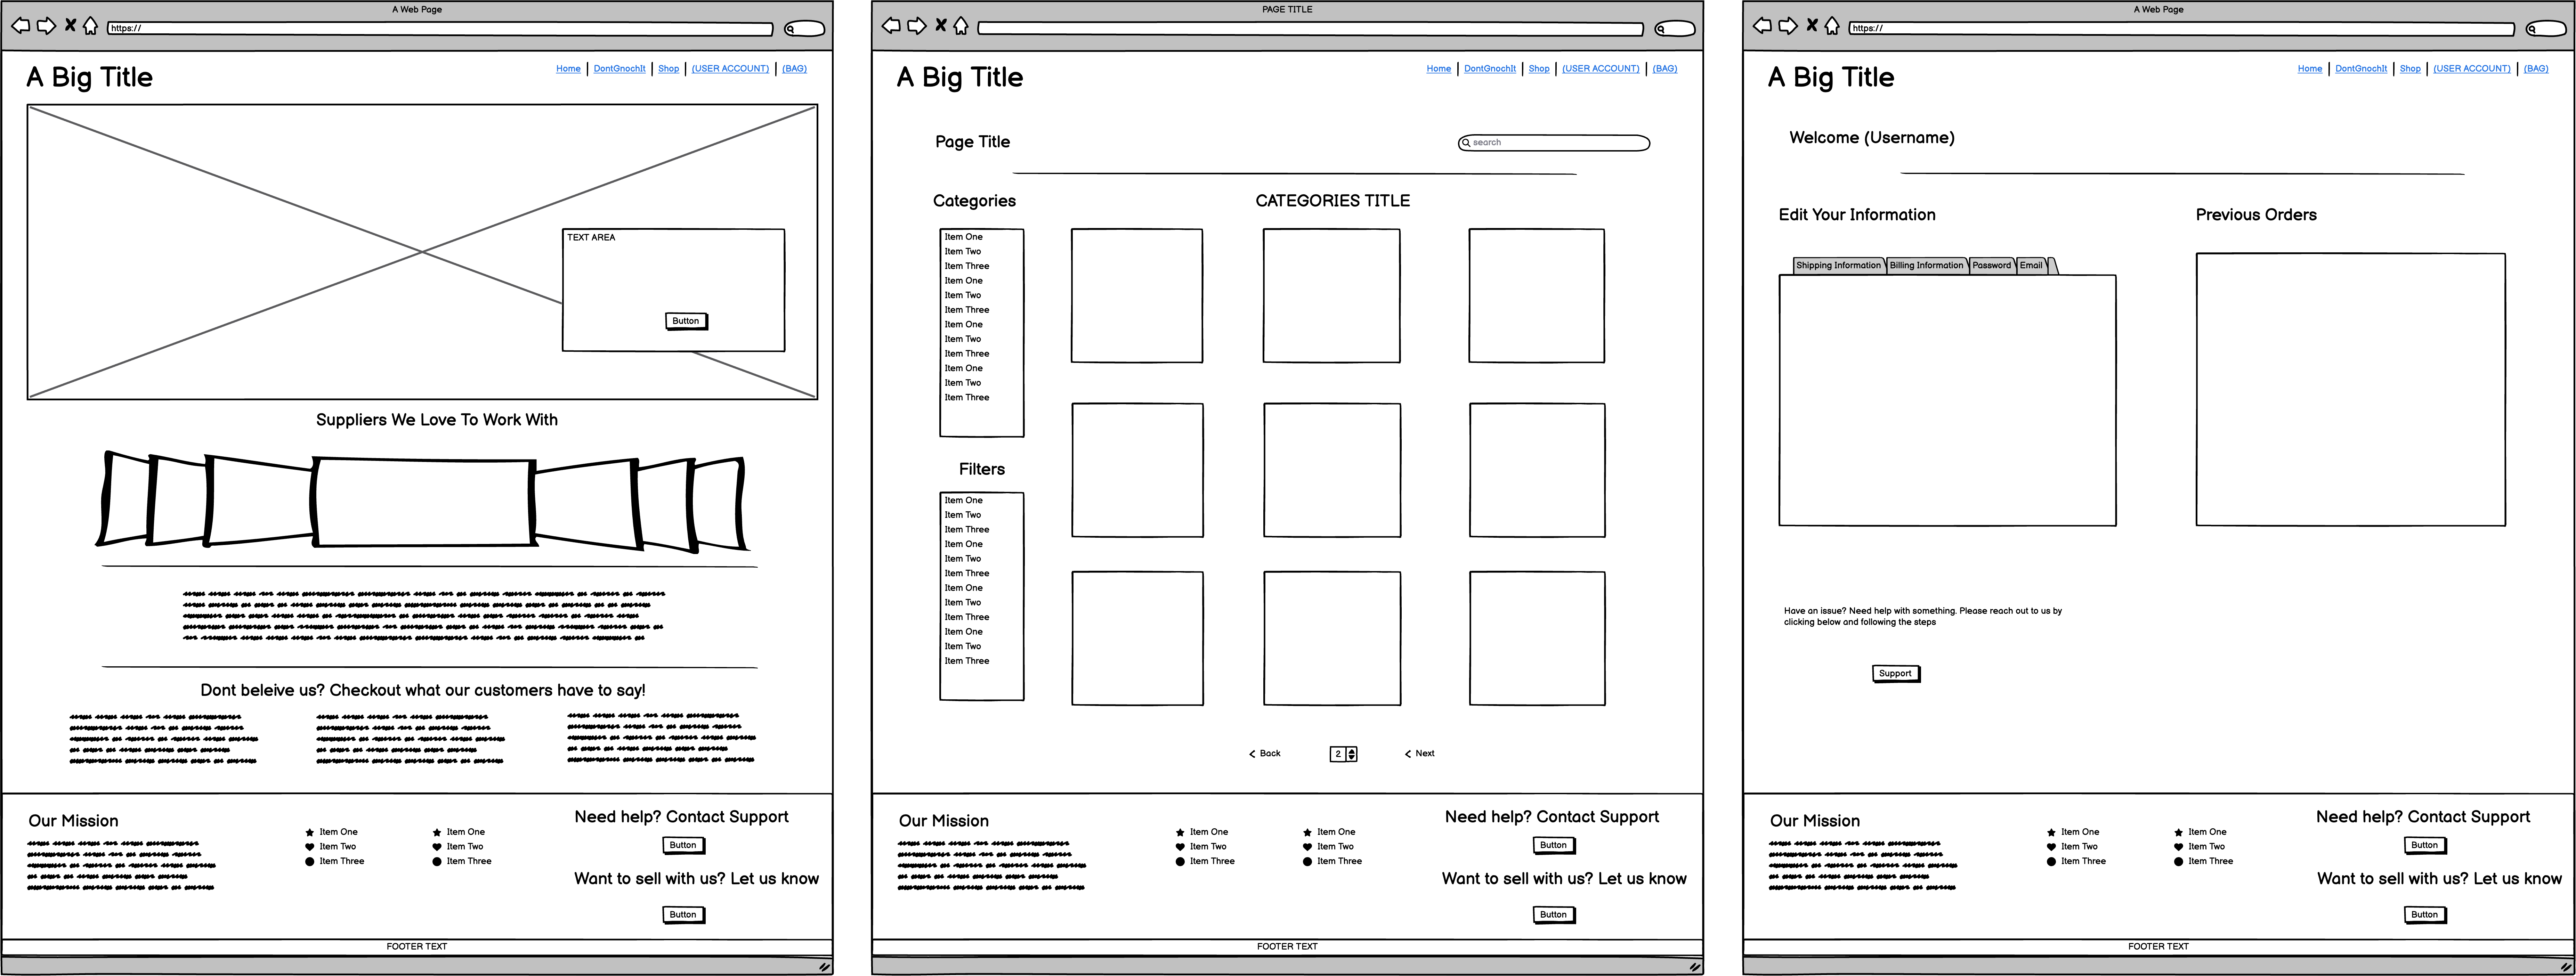 A Web Page
https://
A Big Title
Home | DontGnochIt | Shop | (USER ACCOUNT) | (BAG)
TEXT AREA
Button
Suppliers We Love To Work With
Dont beleive us? Checkout what our customers have to say!
Our Mission
Item One
Item Two
Item Three
Item One
Item Two
Item Three
Need help? Contact Support
Button
Want to sell with us? Let us know
Button
FOOTER TEXT
PAGE TITLE
A Big Title
Home | DontGnochIt | Shop | (USER ACCOUNT) | (BAG)
Page Title
search
Categories
CATEGORIES TITLE
Item One
Item Two
Item Three
Item One
Item Two
Item Three
Item One
Item Two
Item Three
Item One
Item Two
Item Three
Filters
Item One
Item Two
Item Three
Item One
Item Two
Item Three
Item One
Item Two
Item Three
Item One
Item Two
Item Three
< Back
2
< Next
Our Mission
Item One
Item Two
Item Three
Item One
Item Two
Item Three
Need help? Contact Support
Button
Want to sell with us? Let us know
Button
FOOTER TEXT
A Web Page
https://
A Big Title
Home | DontGnochIt | Shop | (USER ACCOUNT) | (BAG)
Welcome (Username)
Edit Your Information
Previous Orders
Shipping Information Billing Information Password Email
Have an issue? Need help with something. Please reach out to us by
clicking below and following the steps
Support
Our Mission
Item One
Item Two
Item Three
Item One
Item Two
Item Three
Need help? Contact Support
Button
Want to sell with us? Let us know
Button
FOOTER TEXT